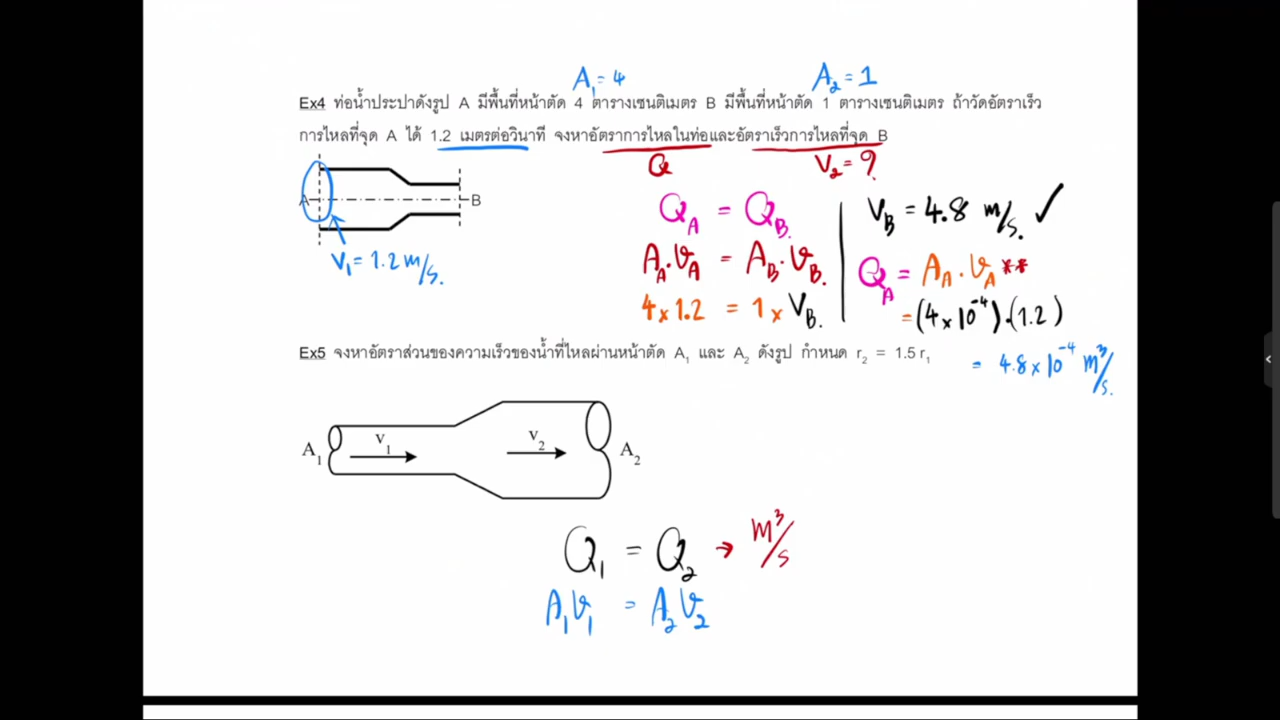 A₁=4
A₂=1
Ex4 ท่อน้ำประปาดังรูป A มีพื้นที่หน้าตัด 4 ตารางเซนติเมตร B มีพื้นที่หน้าตัด 1 ตารางเซนติเมตร ถ้าวัดอัตราเร็ว
การไหลที่จุด A ได้ 1.2 เมตรต่อวินาที จงหาอัตราการไหลในท่อและอัตราเร็วการไหลที่จุด B
Q
V₂=?
A
B
V₁=1.2 m/s.
Q_A = Q_B.
A_A.v_A = A_B.v_B.
4×1.2 = 1× V_B.
V_B = 4.8 m/s. ✓
Q_A = A_A.v_A **
=(4×10⁻⁴).(1.2)
= 4.8×10⁻⁴ m³/s.
Ex5 จงหาอัตราส่วนของความเร็วของน้ำที่ไหลผ่านหน้าตัด A₁ และ A₂ ดังรูป กำหนด r₂ = 1.5 r₁
A₁
v₁
v₂
A₂
Q₁ = Q₂ → m³/s
A₁v₁ = A₂v₂